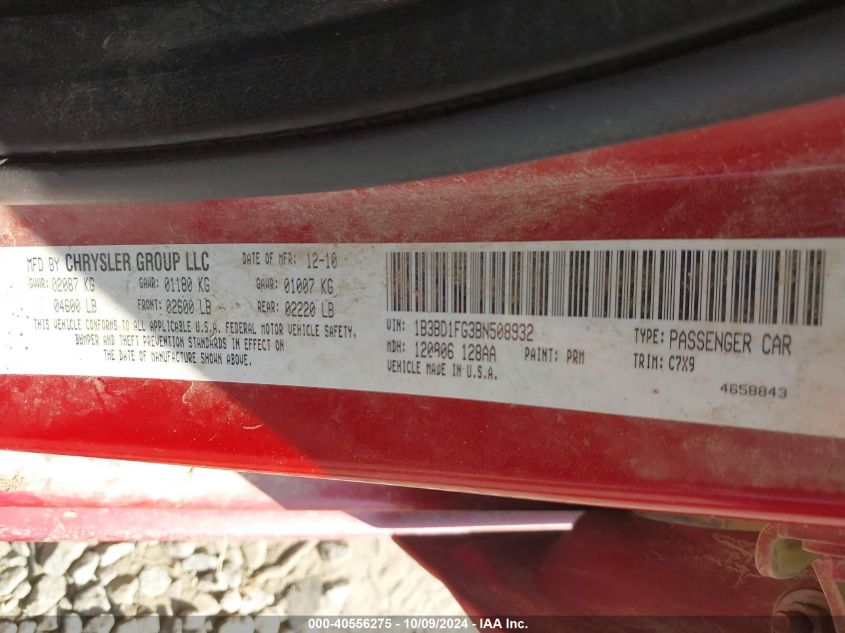 MFD BY CHRYSLER GROUP LLC DATE OF MFR: 12-10
GVWR: 02087 KG GAWR: 01180 KG GAWR: 01007 KG
04600 LB FRONT: 02600 LB REAR: 02220 LB
THIS VEHICLE CONFORMS TO ALL APPLICABLE U.S.A. FEDERAL MOTOR VEHICLE SAFETY,
BUMPER AND THEFT PREVENTION STANDARDS IN EFFECT ON
THE DATE OF MANUFACTURE SHOWN ABOVE.
VIN: 1B3BD1FG3BN508932 TYPE: PASSENGER CAR
MDH: 120906 128AA PAINT: PRM TRIM: C7X9
VEHICLE MADE IN U.S.A.
4658843
000-40556275 - 10/09/2024 - IAA Inc.